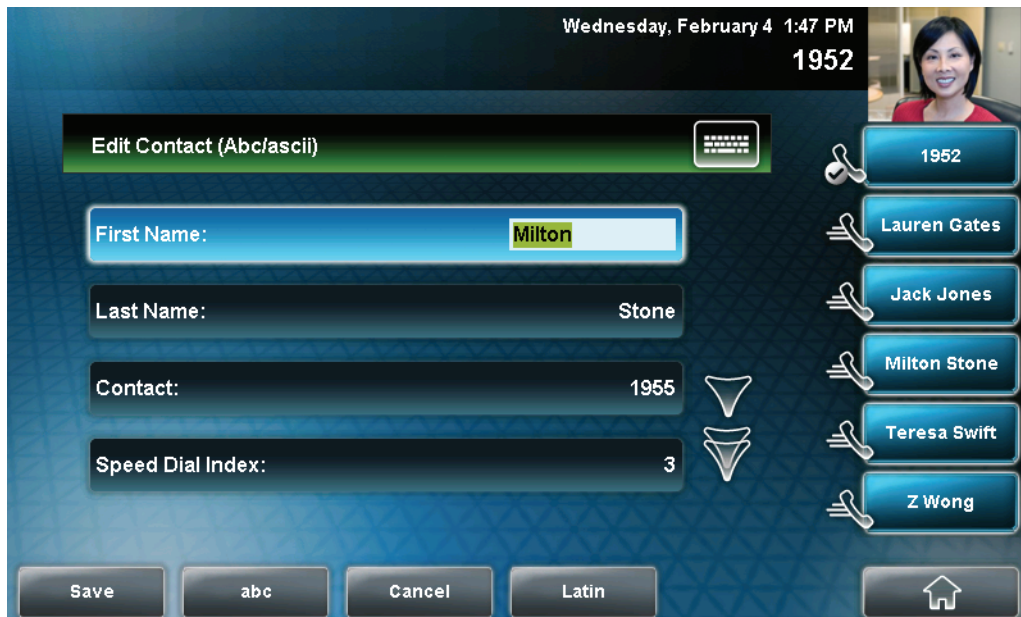 Wednesday, February 4 1:47 PM
1952
Edit Contact (Abc/ascii)
First Name: Milton
Last Name: Stone
Contact: 1955
Speed Dial Index: 3
1952
Lauren Gates
Jack Jones
Milton Stone
Teresa Swift
Z Wong
Save abc Cancel Latin